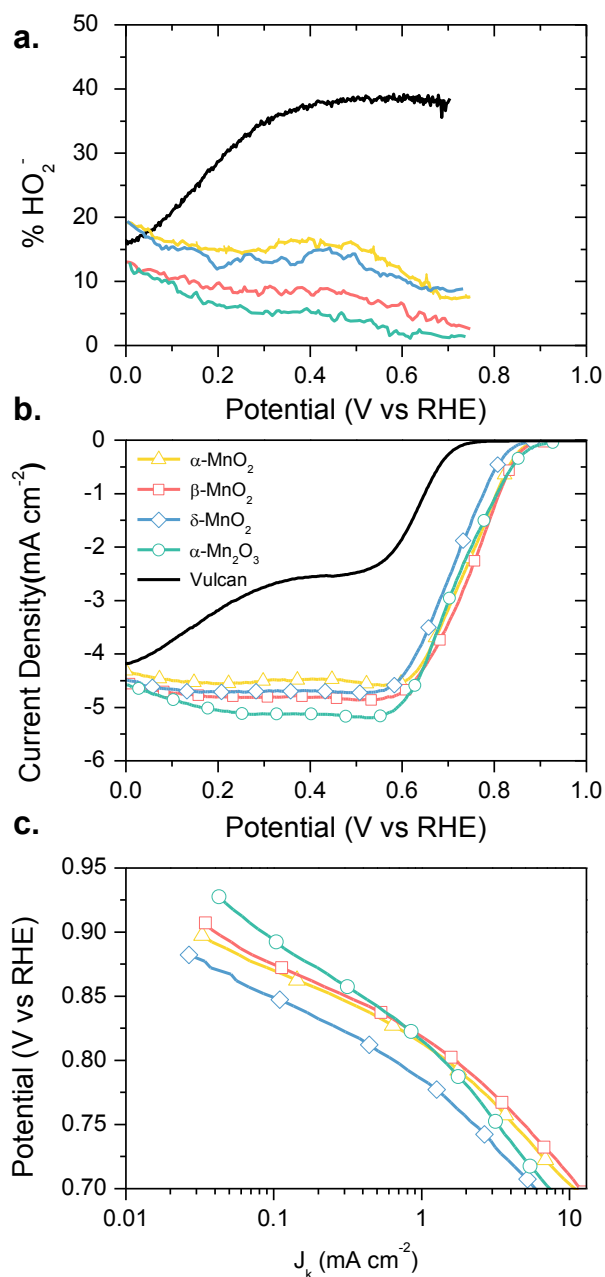 a.
50
40
30
20
10
0
% HO₂⁻
0.0 0.2 0.4 0.6 0.8 1.0
Potential (V vs RHE)
b.
0
-1
-2
-3
-4
-5
-6
Current Density(mA cm⁻²)
α-MnO₂
β-MnO₂
δ-MnO₂
α-Mn₂O₃
Vulcan
0.0 0.2 0.4 0.6 0.8 1.0
Potential (V vs RHE)
c.
0.95
0.90
0.85
0.80
0.75
0.70
Potential (V vs RHE)
0.01 0.1 1 10
Jₖ (mA cm⁻²)